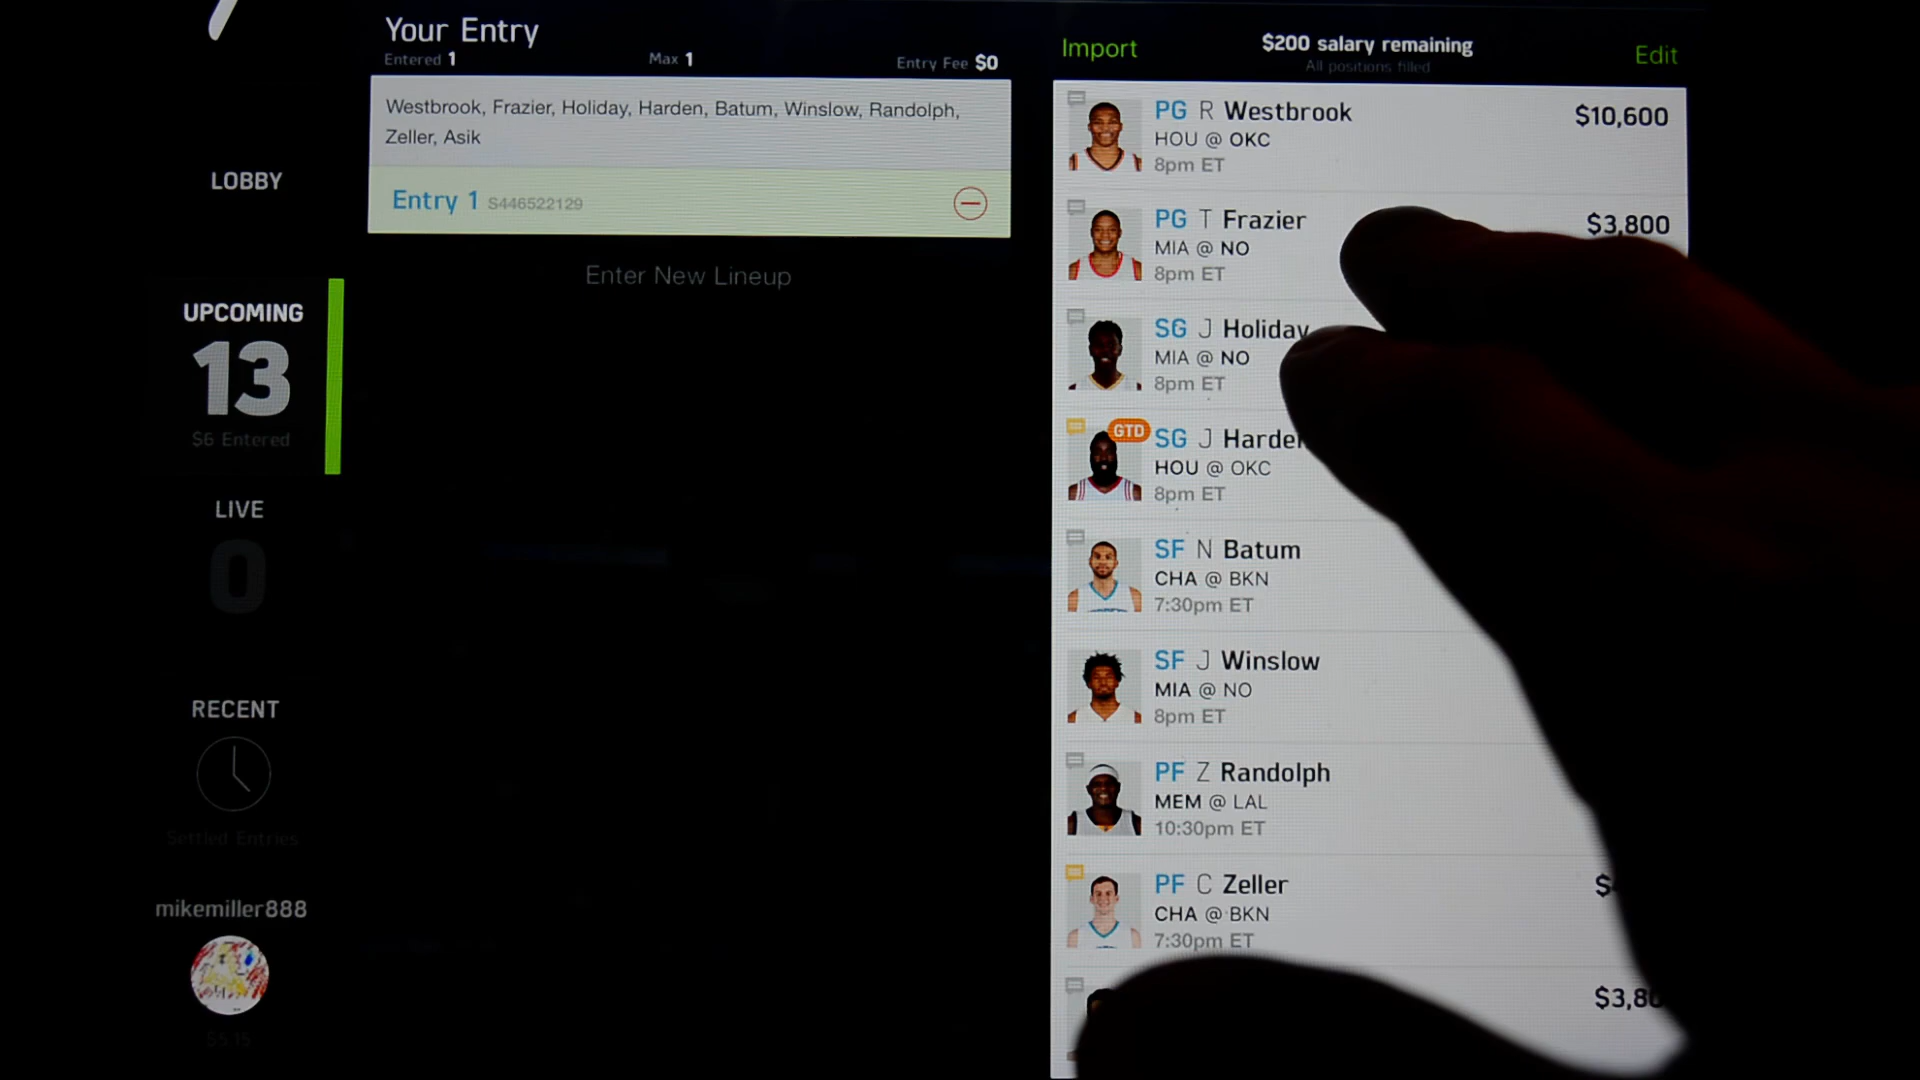 Your Entry
Entered 1 Max 1 Entry Fee $0
Westbrook, Frazier, Holiday, Harden, Batum, Winslow, Randolph,
Zeller, Asik
Entry 1 S446522129
Enter New Lineup
LOBBY
UPCOMING
13
$6 Entered
LIVE
0
RECENT
Settled Entries
mikemiller888
Import $200 salary remaining Edit
All positions filled
PG R Westbrook $10,600
HOU @ OKC
8pm ET
PG T Frazier $3,800
MIA @ NO
8pm ET
SG J Holiday
MIA @ NO
8pm ET
GTD SG J Harden
HOU @ OKC
8pm ET
SF N Batum
CHA @ BKN
7:30pm ET
SF J Winslow
MIA @ NO
8pm ET
PF Z Randolph
MEM @ LAL
10:30pm ET
PF C Zeller
CHA @ BKN
7:30pm ET